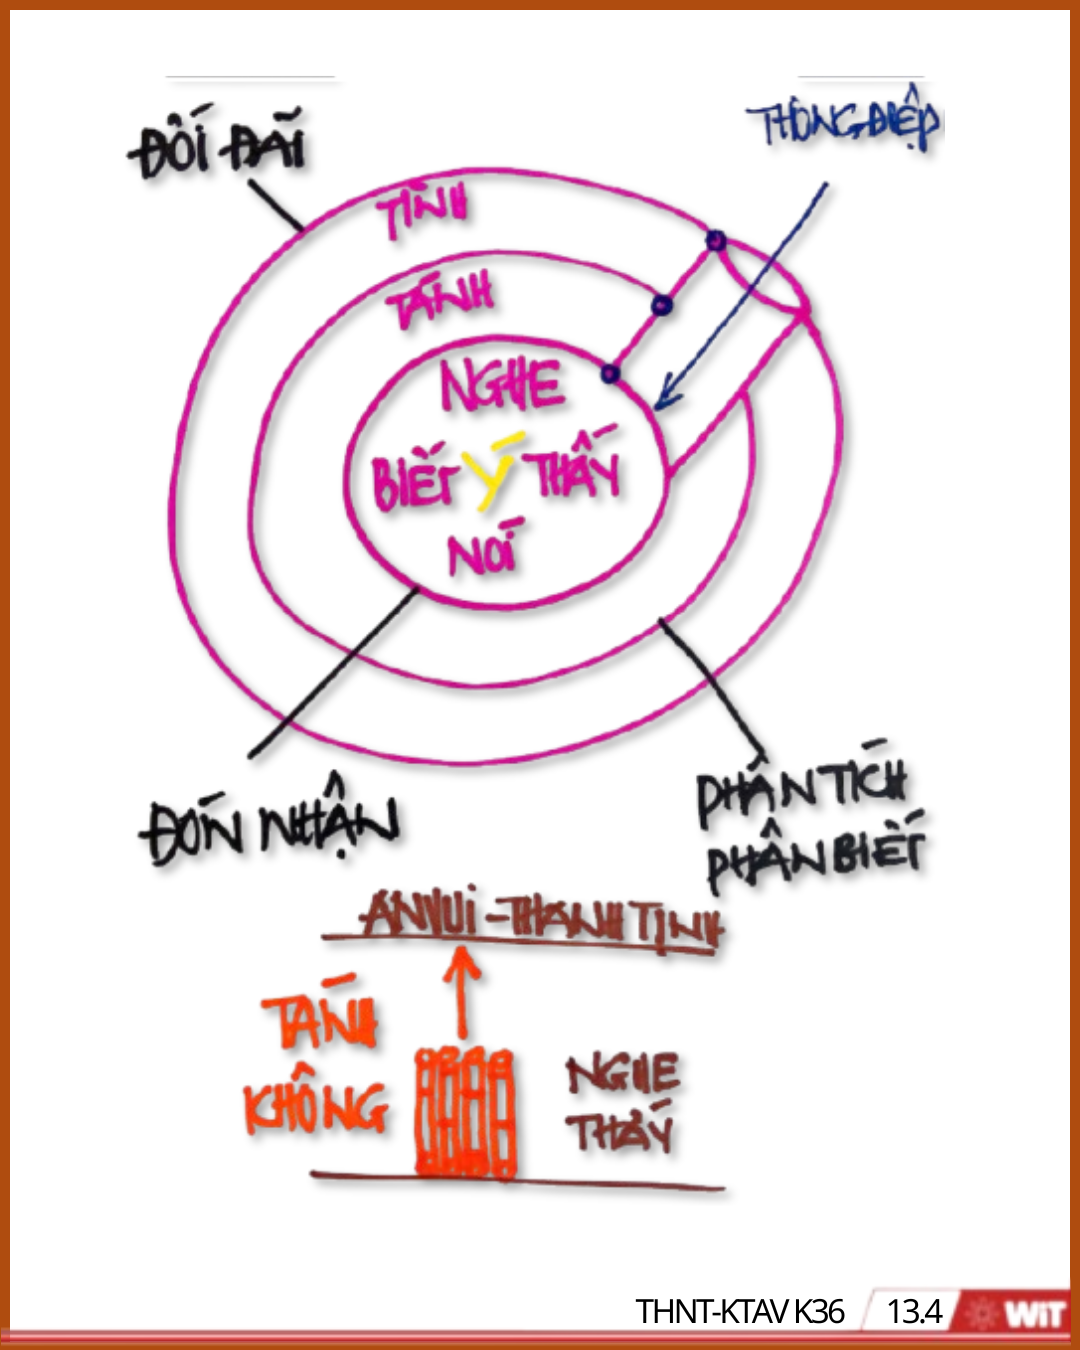 ĐỐI ĐÃI
THÔNG ĐIỆP
TÌNH
TÁNH
NGHE
BIẾT Ý THẤY
NÓI
ĐÓN NHẬN
PHÂN TÍCH
PHÂN BIẾT
AN VUI - THANH TỊNH
TÁNH
KHÔNG
NGHE
THẤY
THNT-KTAV K36 13.4 WiT